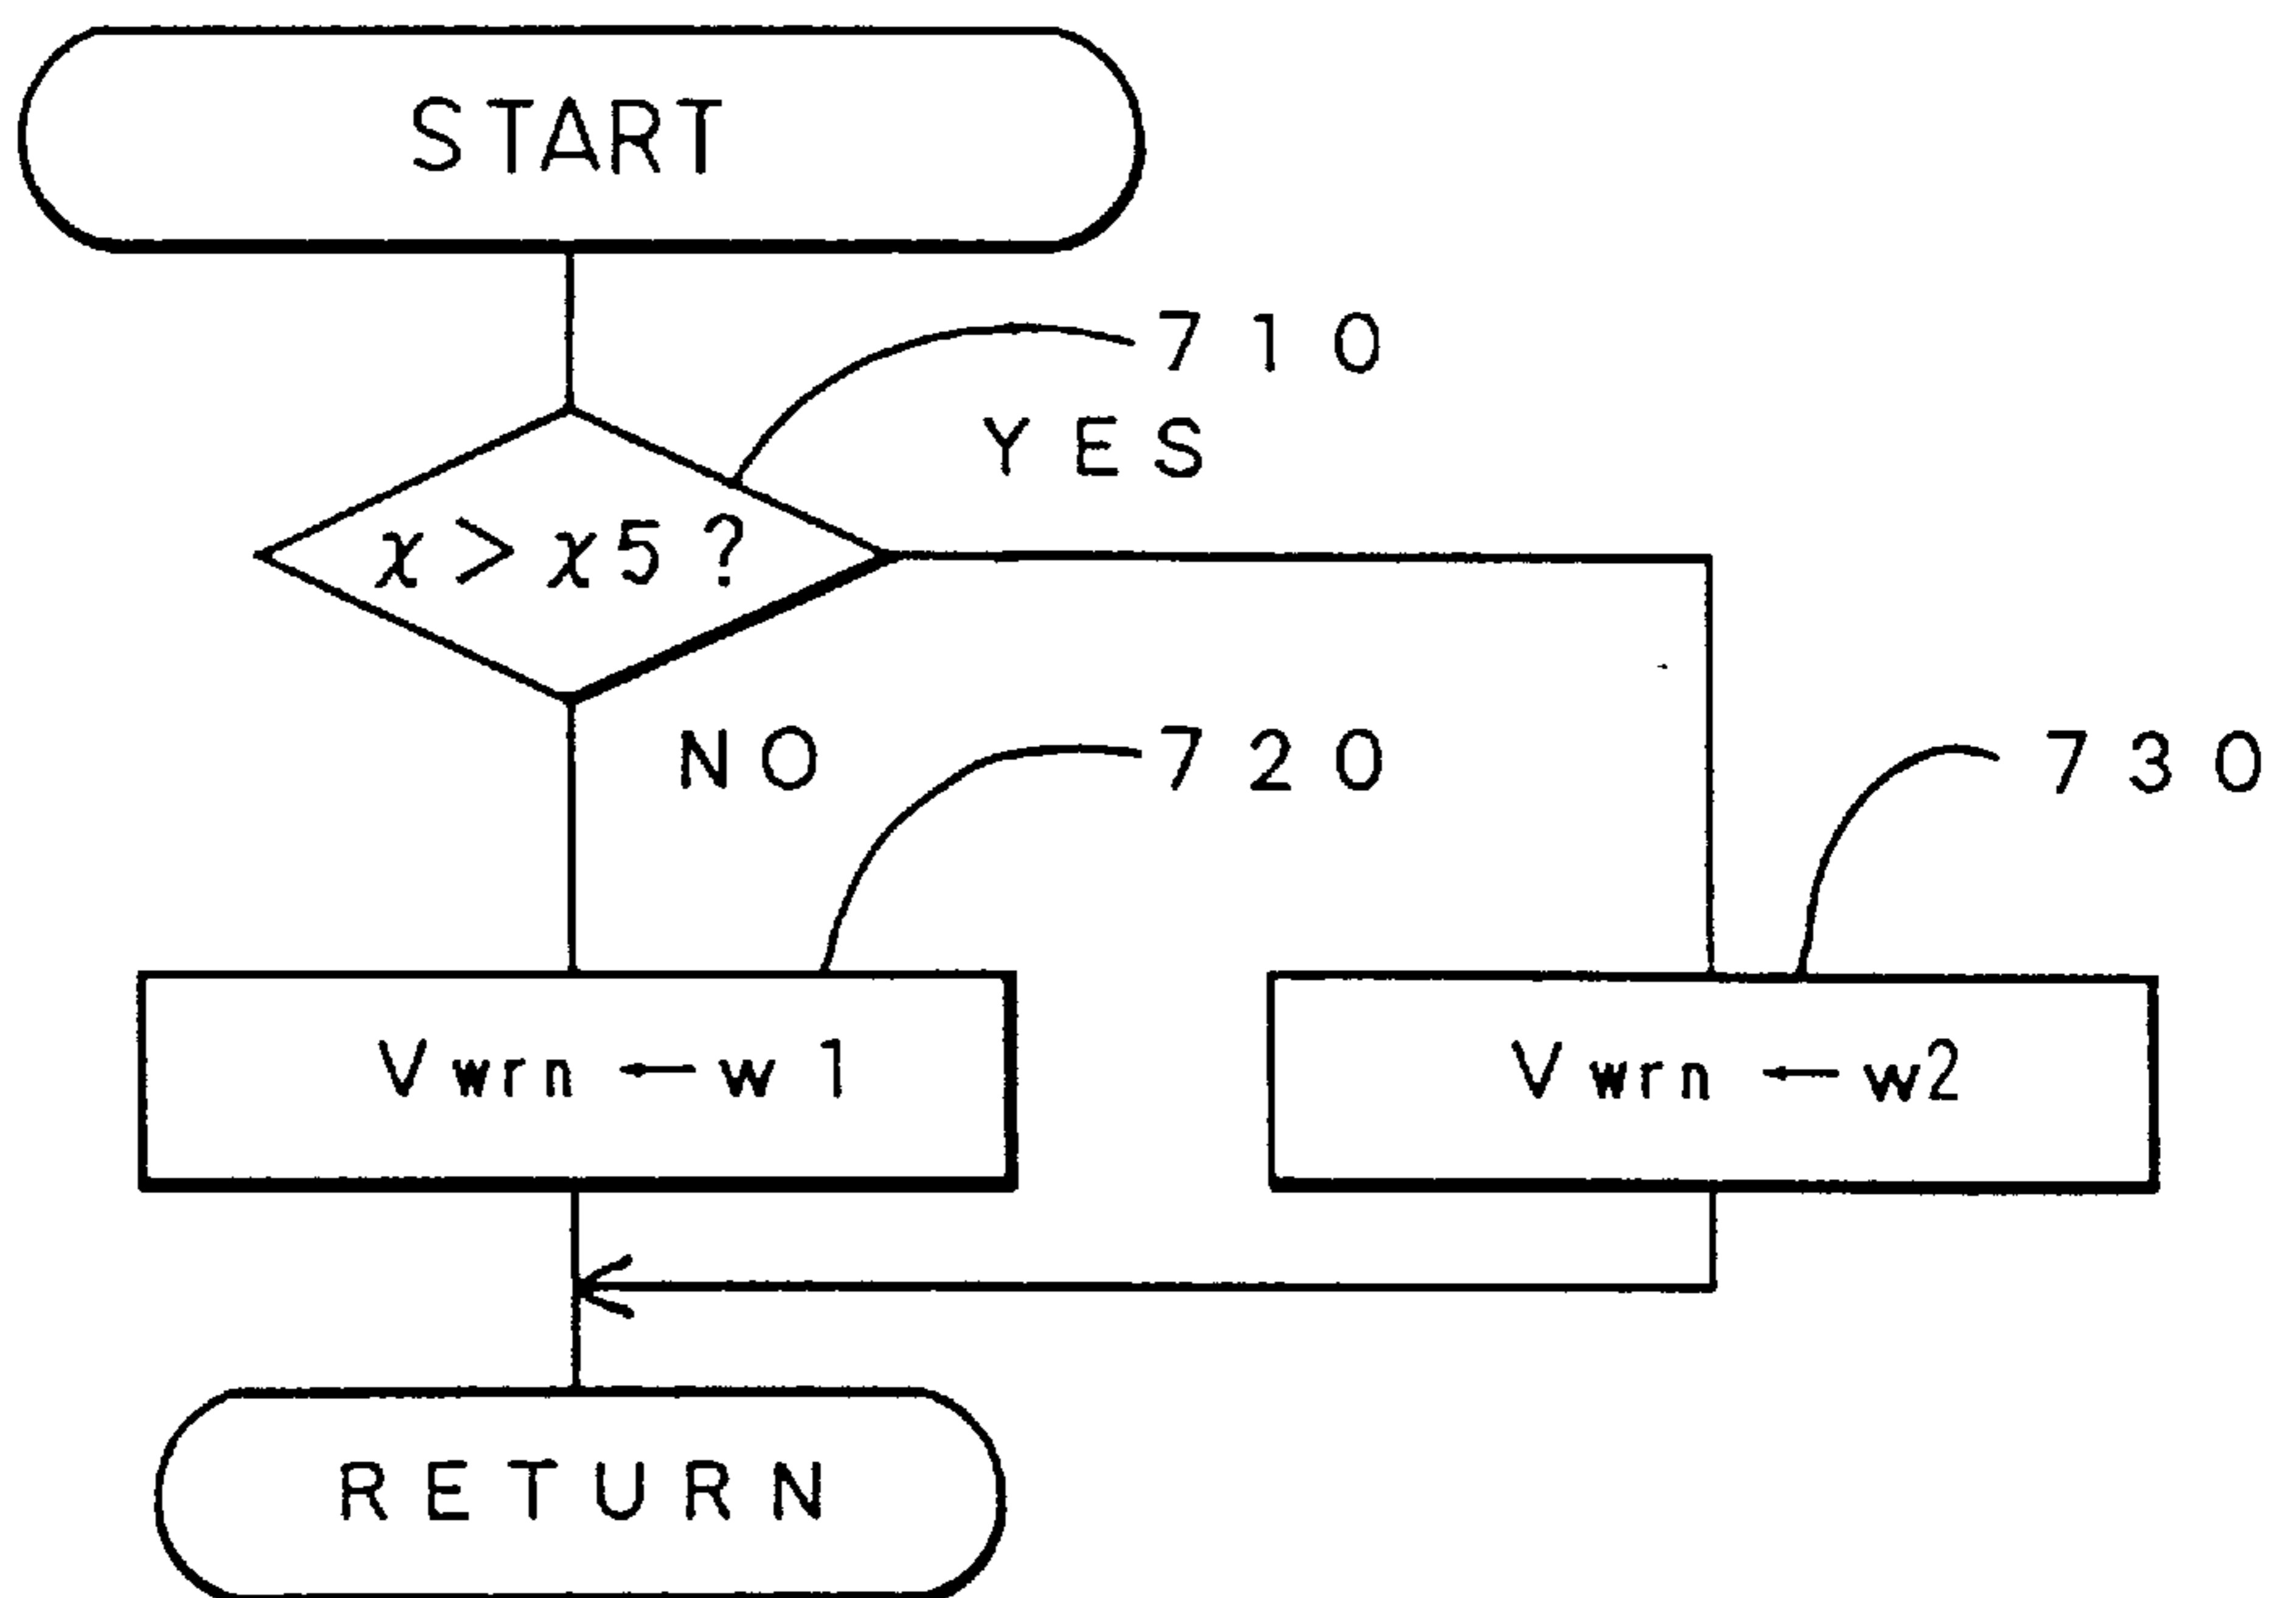 START
710
YES
χ>χ5?
NO
720
730
Vwrn ← w1
Vwrn ← w2
RETURN